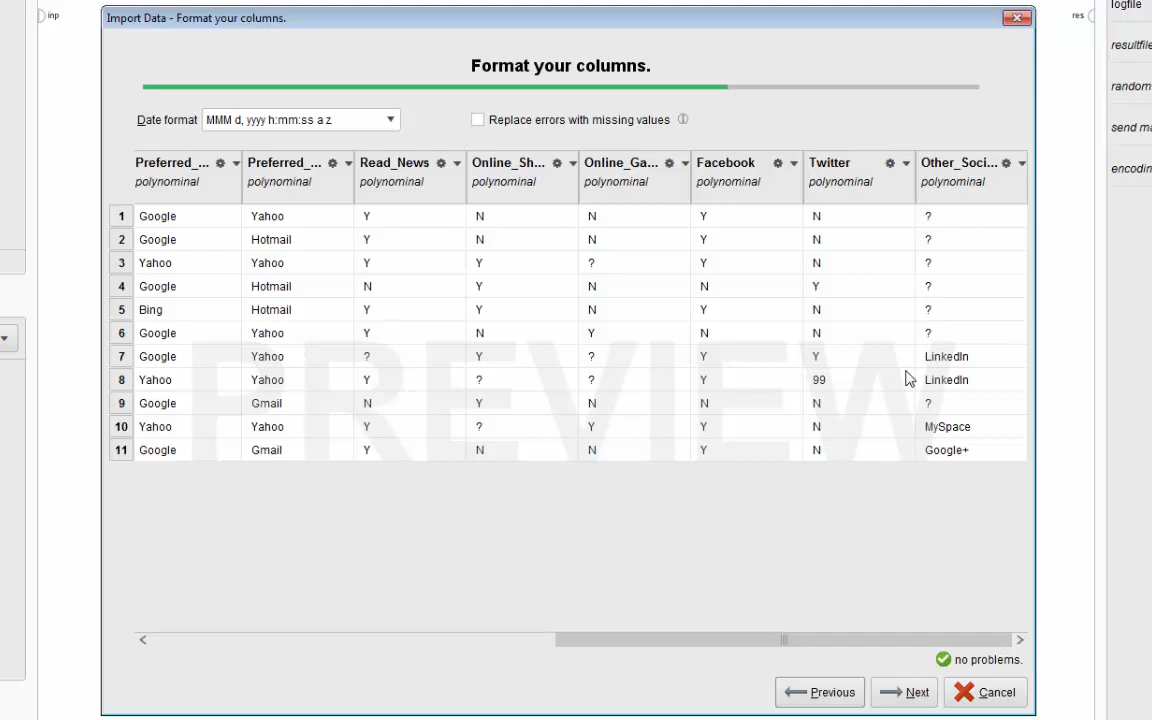 inp
Import Data - Format your columns.
res
logfile
resultfile
random
send ma
encodin
Format your columns.
Date format MMM d, yyyy h:mm:ss a z Replace errors with missing values
Preferred_... Preferred_... Read_News Online_Sh... Online_Ga... Facebook Twitter Other_Soci...
polynominal polynominal polynominal polynominal polynominal polynominal polynominal polynominal
1 Google Yahoo Y N N Y N ?
2 Google Hotmail Y N N Y N ?
3 Yahoo Yahoo Y Y ? Y N ?
4 Google Hotmail N Y N N Y ?
5 Bing Hotmail Y Y N Y N ?
6 Google Yahoo Y N Y N N ?
7 Google Yahoo ? Y ? Y Y LinkedIn
8 Yahoo Yahoo Y ? ? Y 99 LinkedIn
9 Google Gmail N Y N N N ?
10 Yahoo Yahoo Y ? Y Y N MySpace
11 Google Gmail Y N N Y N Google+
PREVIEW
no problems.
Previous Next Cancel